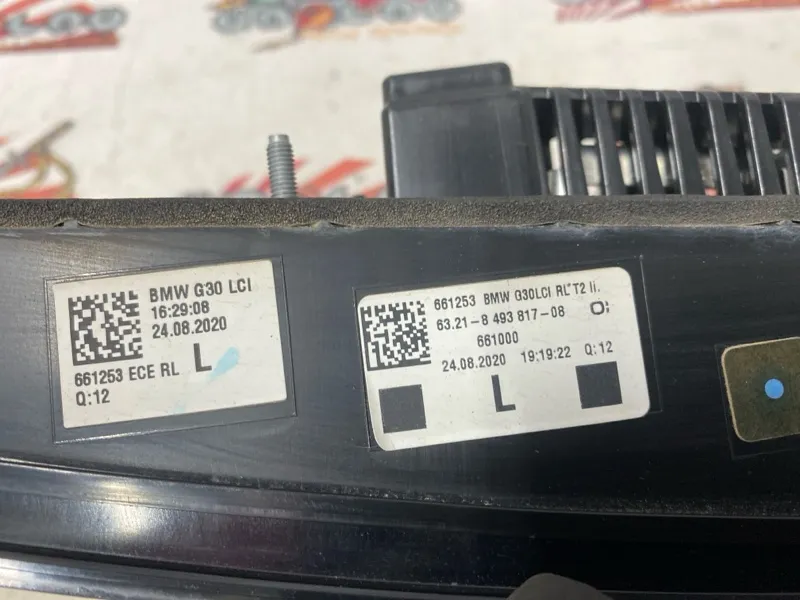 BMW G30 LCI
16:29:08
24.08.2020
661253 ECE RL L
Q:12
661253 BMW G30LCI RL*T2 li.
63.21-8 493 817-08
661000
24.08.2020 19:19:22 Q:12
L